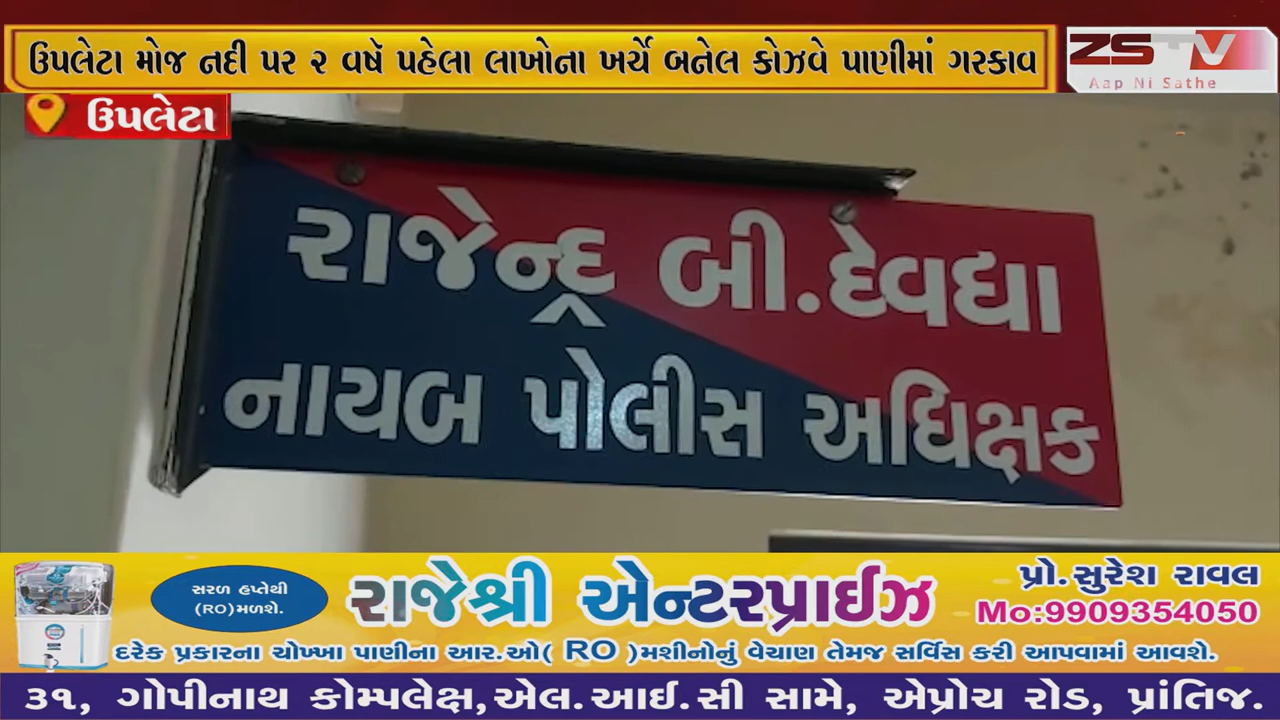 ઉપલેટા મોજ નદી પર ૨ વર્ષ પહેલા લાખોના ખર્ચે બનેલ કોઝવે પાણીમાં ગરકાવ
ZS TV
Aap Ni Sathe
ઉપલેટા
રાજેન્દ્ર બી.દેવધા
નાયબ પોલીસ અધિક્ષક
સરળ હપ્તેથી
(RO)મળશે.
રાજેશ્રી એન્ટરપ્રાઈઝ
પ્રો.સુરેશ રાવલ
Mo:9909354050
દરેક પ્રકારના ચોખ્ખા પાણીના આર.ઓ( RO )મશીનોનું વેચાણ તેમજ સર્વિસ કરી આપવામાં આવશે.
૩૧, ગોપીનાથ કોમ્પલેક્ષ,એલ.આઈ.સી સામે, એપ્રોચ રોડ, પ્રાંતિજ.